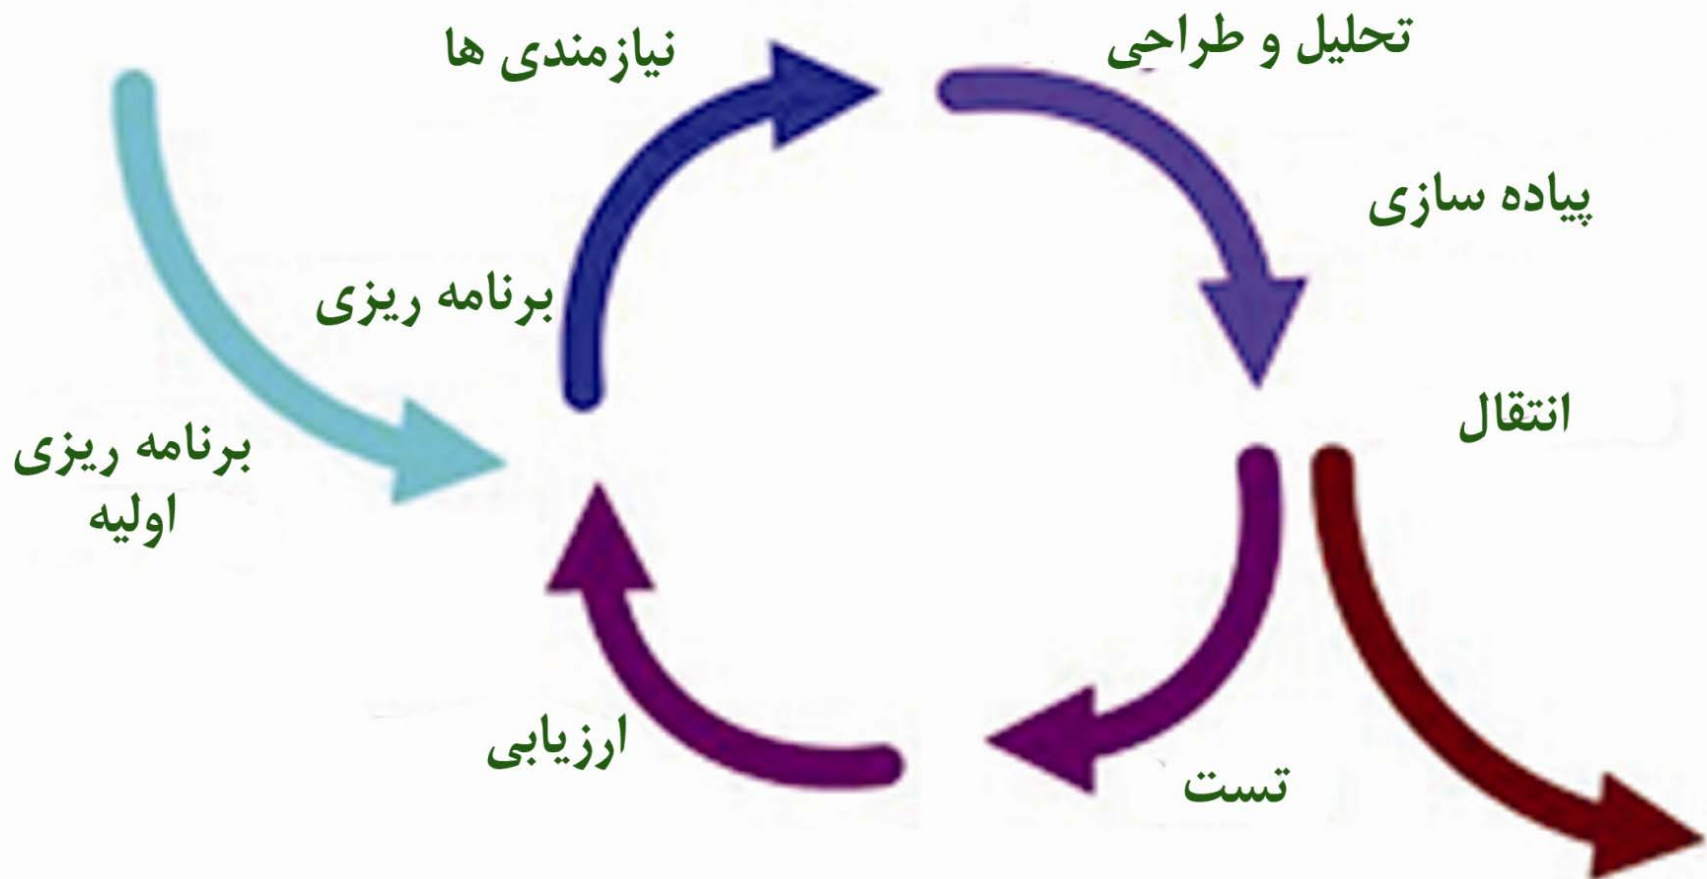 تحلیل و طراحی
نیازمندی ها
پیاده سازی
برنامه ریزی
انتقال
برنامه ریزی
اولیه
ارزیابی
تست